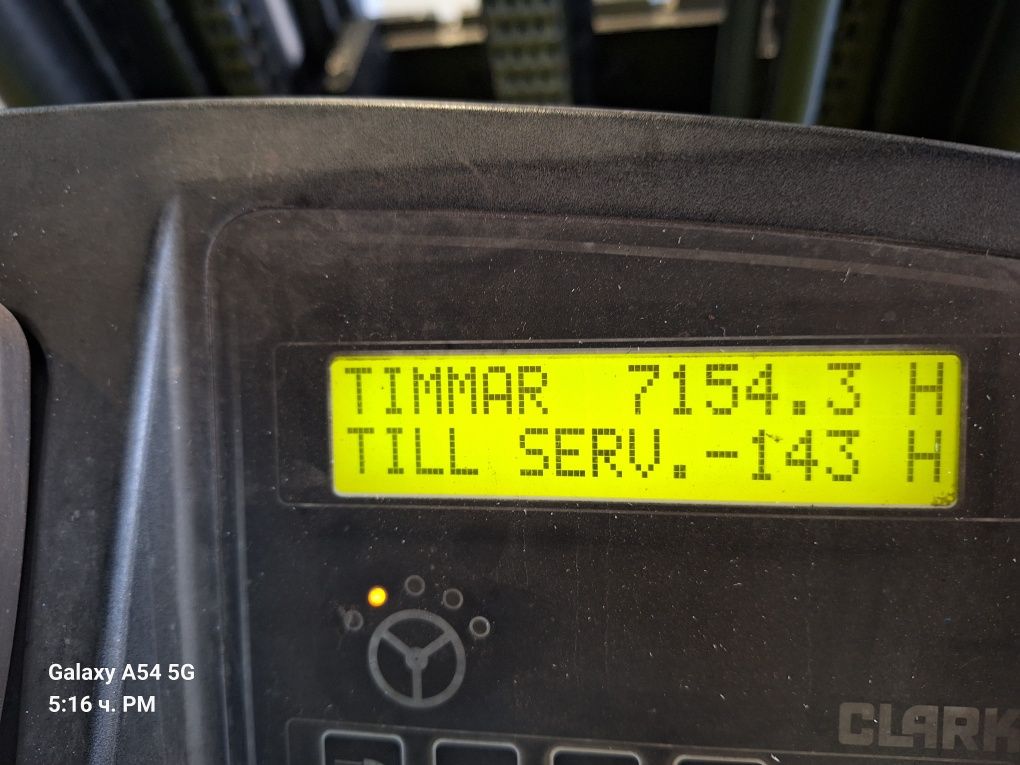 TIMMAR 7154.3 H
TILL SERV.-143 H
Galaxy A54 5G
5:16 ч. PM
CLARK